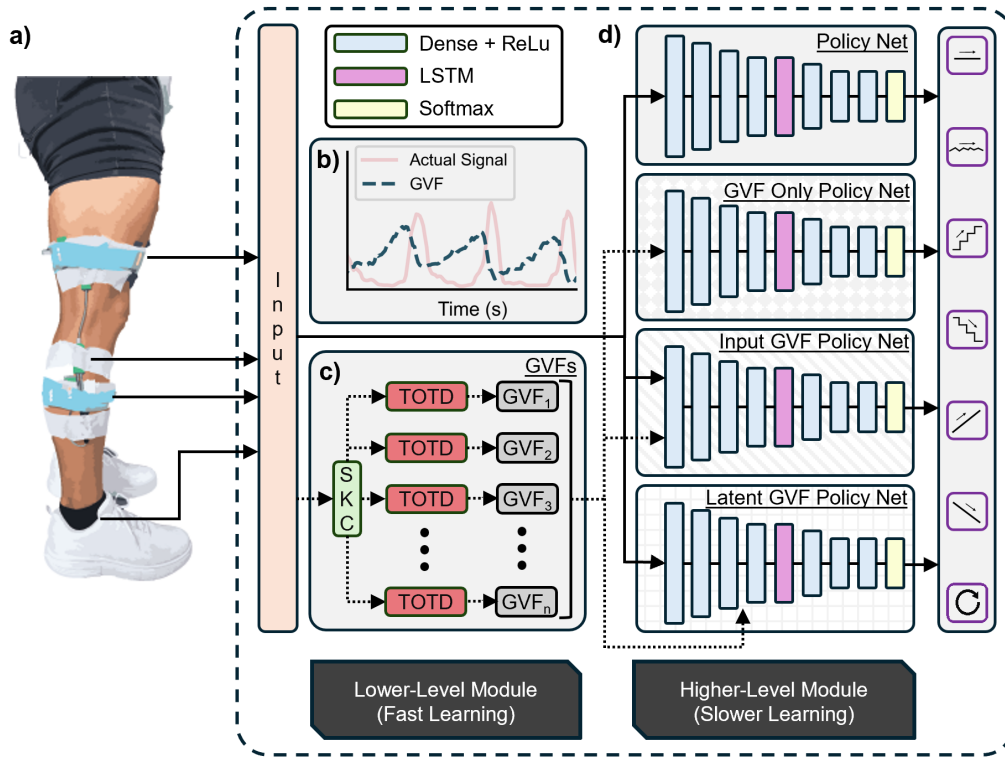 a)
Input
Dense + ReLu
LSTM
Softmax
b)
Actual Signal
GVF
Time (s)
c)
GVFs
SKC
TOTD
GVF1
TOTD
GVF2
TOTD
GVF3
TOTD
GVFn
Lower-Level Module
(Fast Learning)
d)
Policy Net
GVF Only Policy Net
Input GVF Policy Net
Latent GVF Policy Net
Higher-Level Module
(Slower Learning)